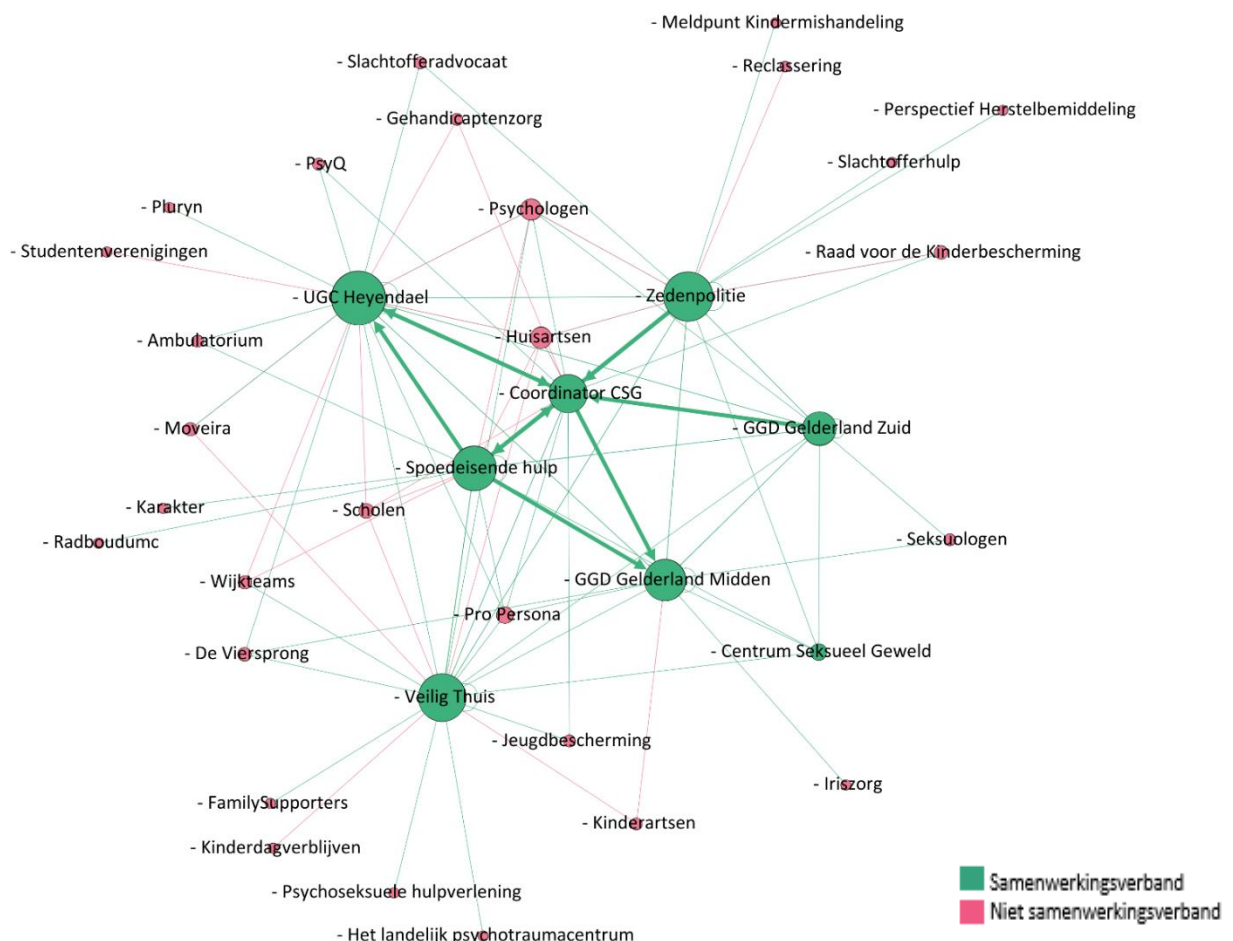 - Meldpunt Kindermishandeling
- Slachtofferadvocaat
- Reclassering
- Perspectief Herstelbemiddeling
- Gehandicaptenzorg
- PsyQ
- Slachtofferhulp
- Pluryn
- Psychologen
- Studentenverenigingen
- Raad voor de Kinderbescherming
- UGC Heyendael
- Zedenpolitie
- Ambulatorium
- Huisartsen
- Coordinator CSG
- Moveira
- GGD Gelderland Zuid
- Spoedeisende hulp
- Karakter
- Scholen
- Radboudumc
- Seksuologen
- Wijkteams
- GGD Gelderland Midden
- Pro Persona
- De Viersprong
- Centrum Seksueel Geweld
- Veilig Thuis
- Jeugdbescherming
- Iriszorg
- FamilySupporters
- Kinderartsen
- Kinderdagverblijven
- Psychoseksuele hulpverlening
- Het landelijk psychotraumacentrum
Samenwerkingsverband
Niet samenwerkingsverband